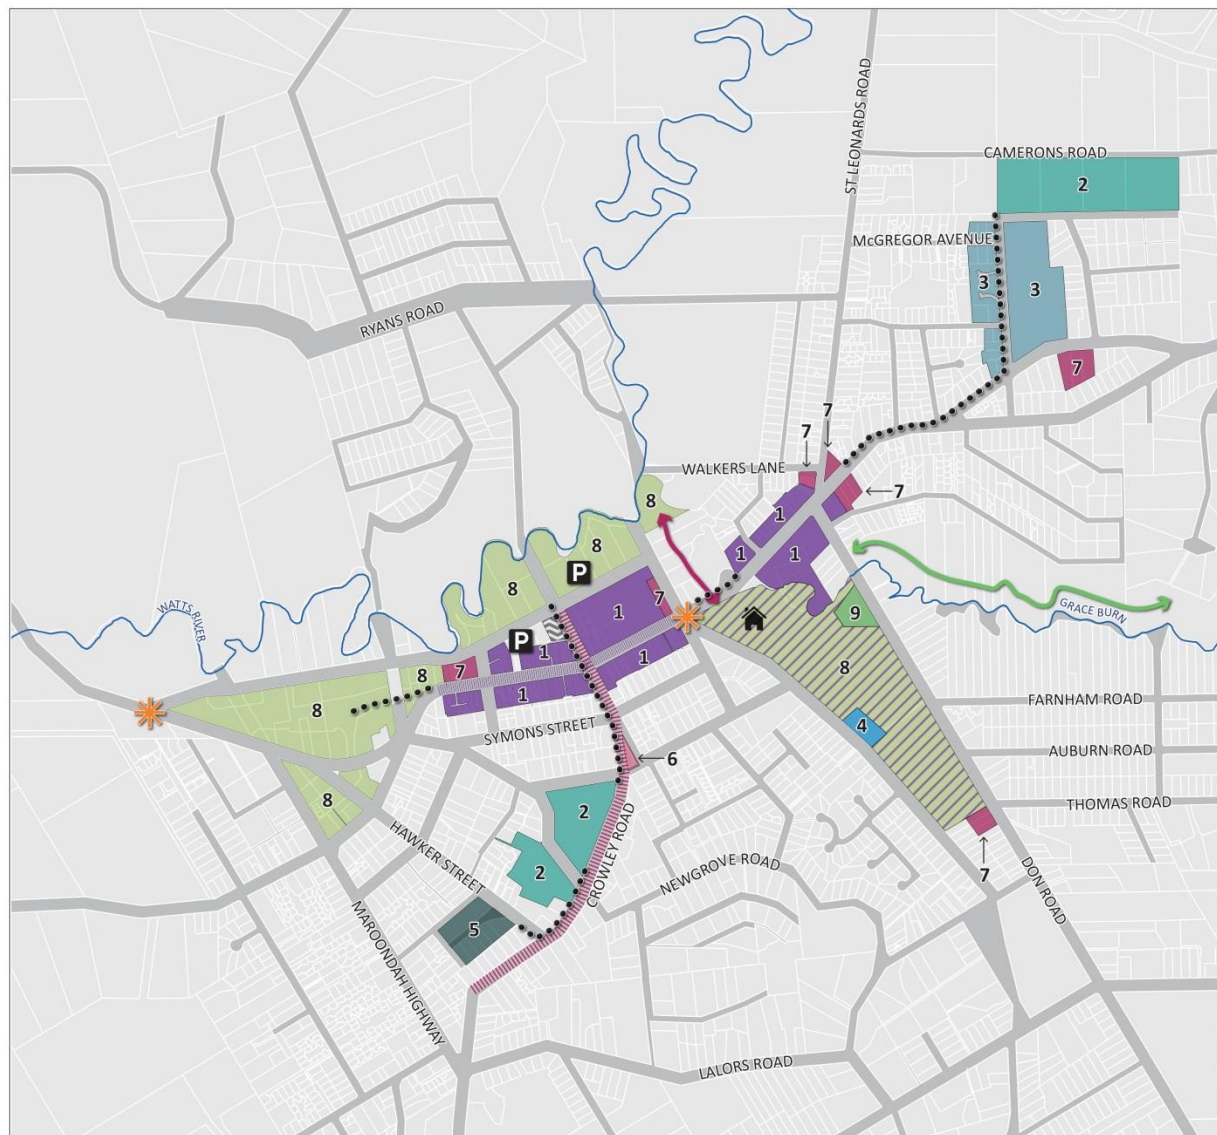 ST LEONARDS ROAD
CAMERONS ROAD
2
McGREGOR AVENUE
3
3
RYANS ROAD
7
7
7
WALKERS LANE
7
8
1
8
1
1
P
8
9
GRACE BURN
WATTS RIVER
1
7
P
1
8
7
1
8
1
8
FARNHAM ROAD
SYMONS STREET
4
AUBURN ROAD
6
8
2
THOMAS ROAD
HAWKER STREET
CROWLEY ROAD
2
NEWGROVE ROAD
7
DON ROAD
5
MAROONDAH HIGHWAY
LALORS ROAD